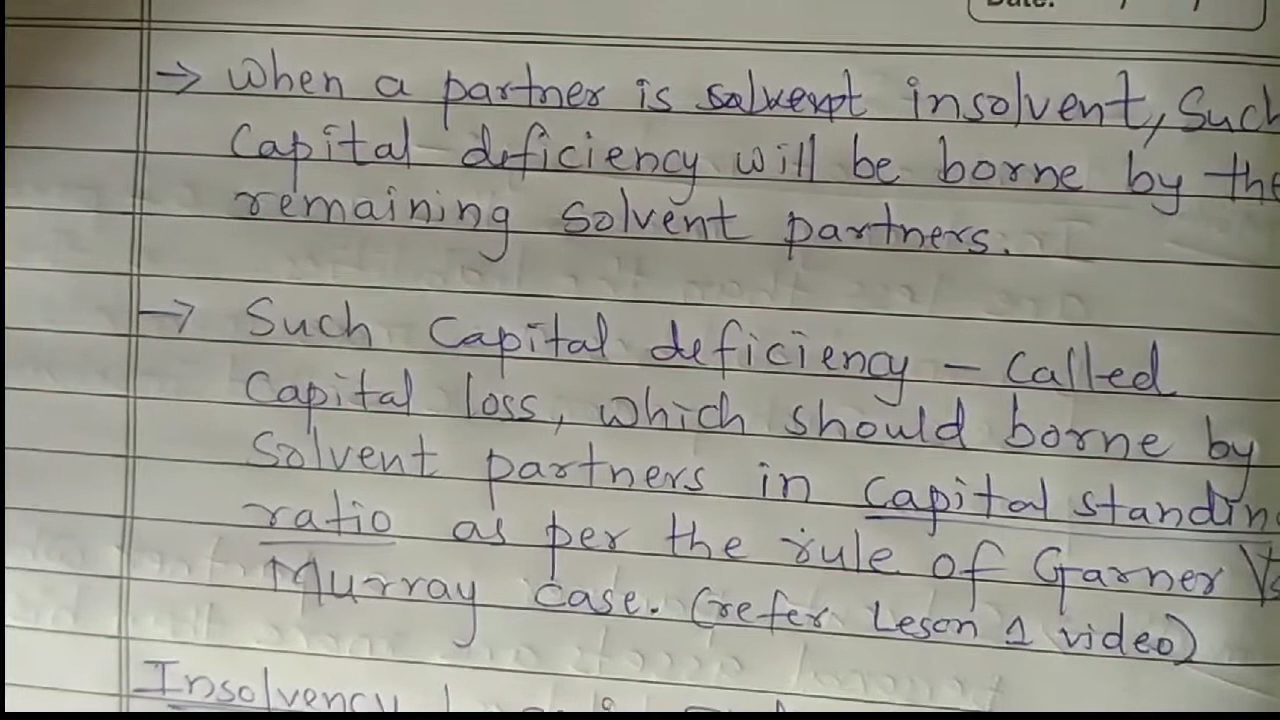 Date: / /
→ When a partner is solvent insolvent, Such
Capital deficiency will be borne by the
remaining solvent partners.
→ Such Capital deficiency – Called
Capital loss, which should borne by
Solvent partners in capital standing
ratio as per the rule of Garner Vs
Murray case. (refer Leson 1 video)
Insolvency